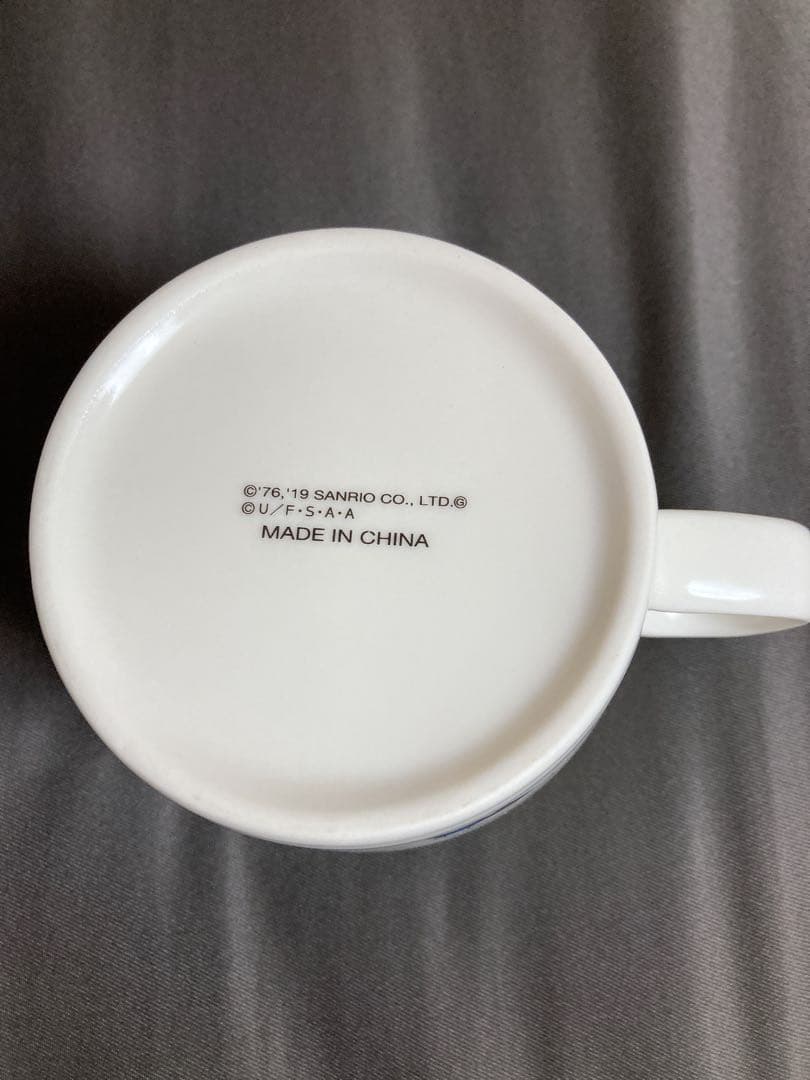 ©'76,'19 SANRIO CO., LTD.Ⓖ
©U/F・S・A・A
MADE IN CHINA